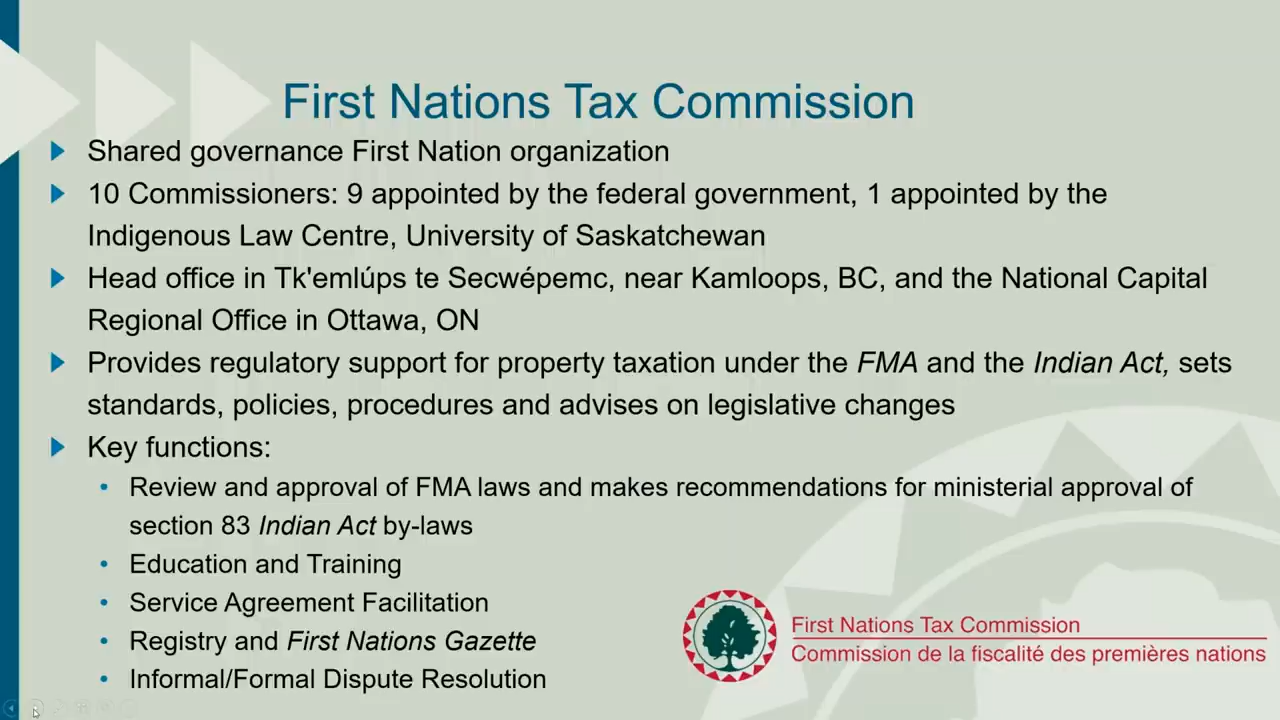 First Nations Tax Commission
Shared governance First Nation organization
10 Commissioners: 9 appointed by the federal government, 1 appointed by the
Indigenous Law Centre, University of Saskatchewan
Head office in Tk'emlúps te Secwépemc, near Kamloops, BC, and the National Capital
Regional Office in Ottawa, ON
Provides regulatory support for property taxation under the FMA and the Indian Act, sets
standards, policies, procedures and advises on legislative changes
Key functions:
Review and approval of FMA laws and makes recommendations for ministerial approval of
section 83 Indian Act by-laws
Education and Training
Service Agreement Facilitation
Registry and First Nations Gazette
Informal/Formal Dispute Resolution
First Nations Tax Commission
Commission de la fiscalité des premières nations